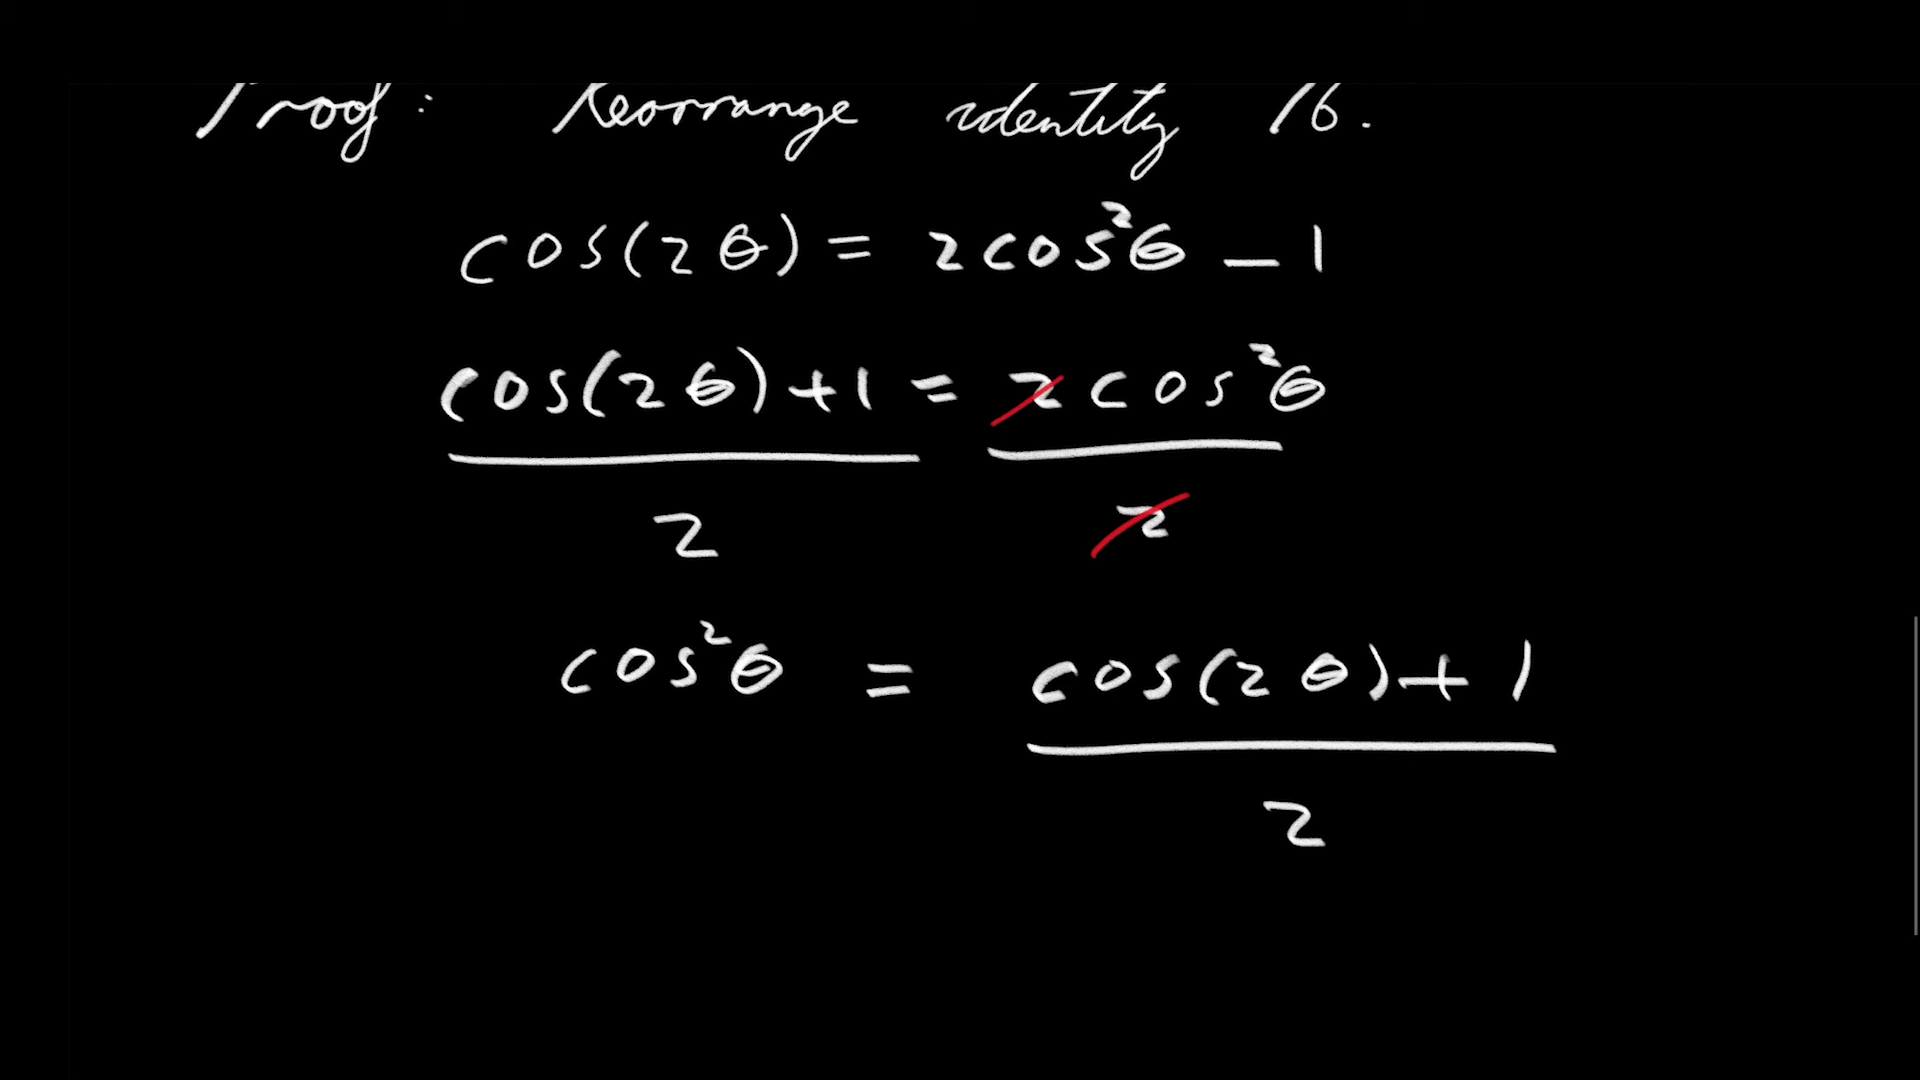 Proof: Rearrange identity 16.
cos(2θ) = 2cos²θ - 1
cos(2θ)+1 = 2cos²θ
2 2
cos²θ = cos(2θ)+1
2